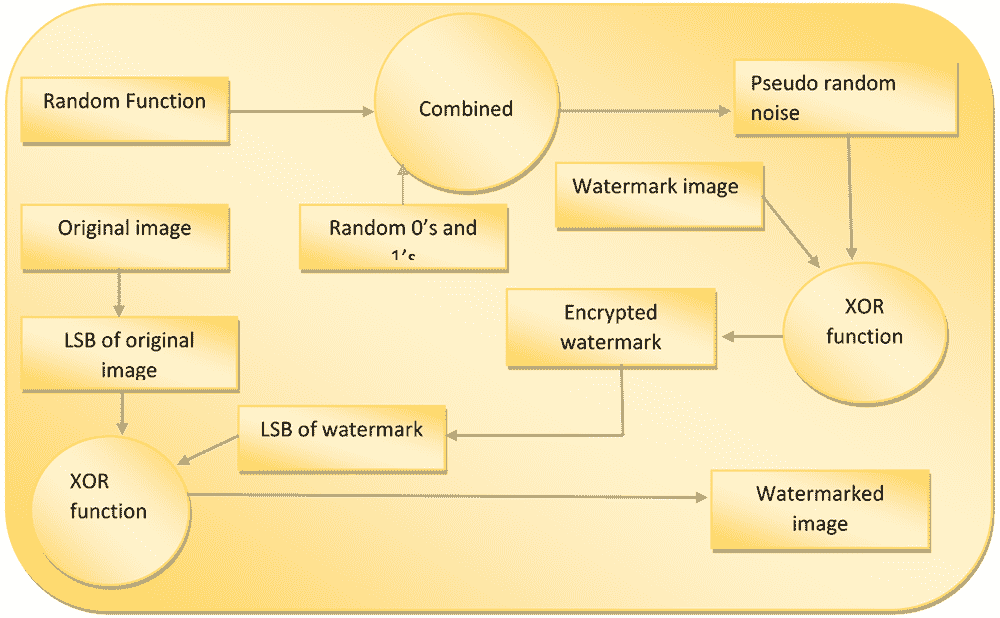 Random Function
Combined
Pseudo random
noise
Watermark image
Original image
Random 0's and
1's
Encrypted
watermark
XOR
function
LSB of original
image
LSB of watermark
XOR
function
Watermarked
image